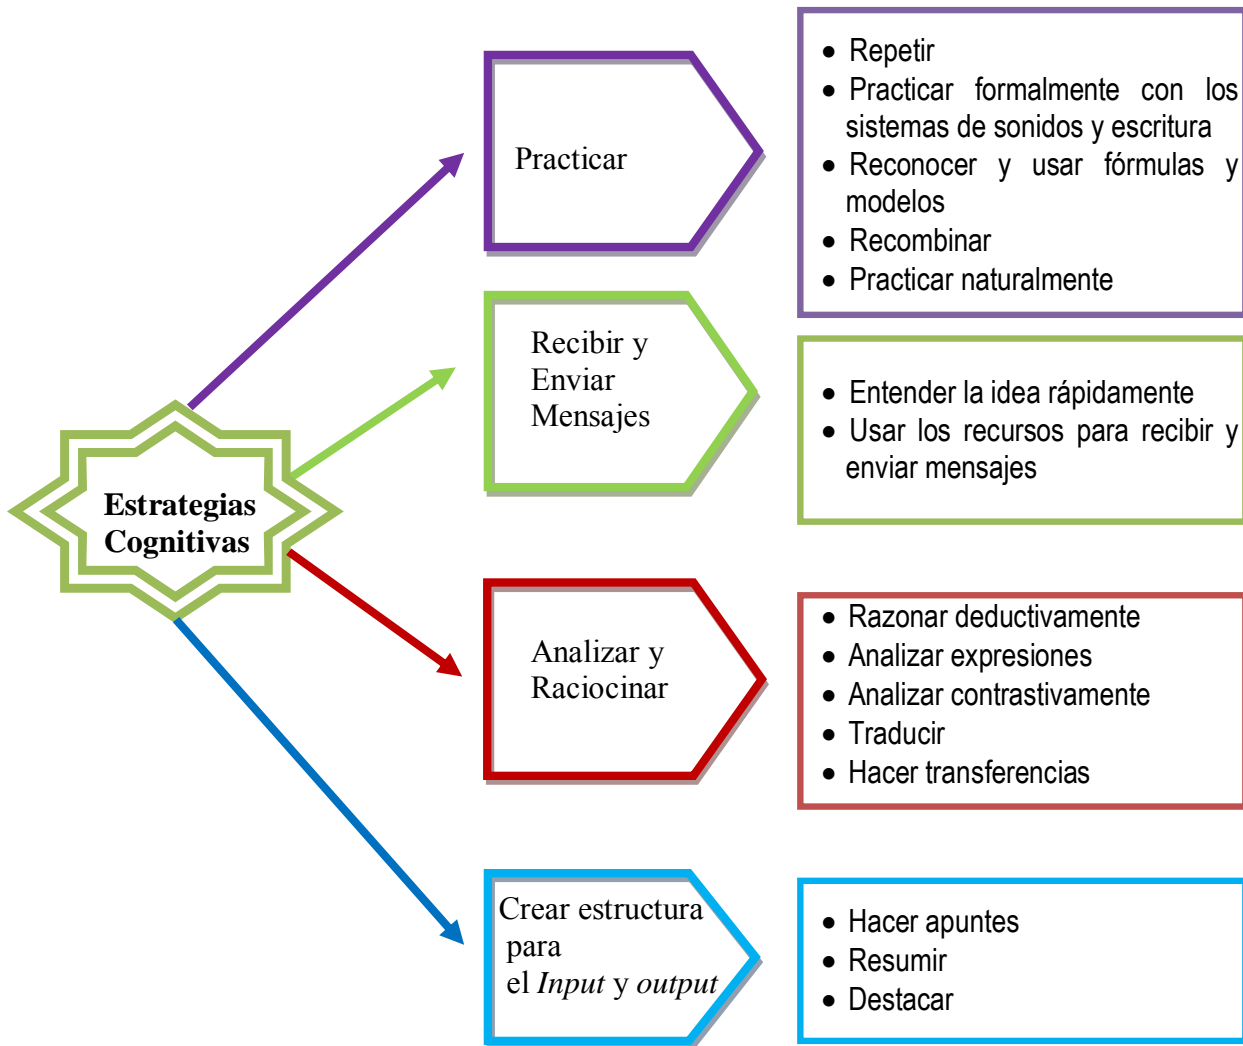 Practicar
• Repetir
• Practicar formalmente con los
sistemas de sonidos y escritura
• Reconocer y usar fórmulas y
modelos
• Recombinar
• Practicar naturalmente
Recibir y
Enviar
Mensajes
• Entender la idea rápidamente
• Usar los recursos para recibir y
enviar mensajes
Estrategias
Cognitivas
Analizar y
Raciocinar
• Razonar deductivamente
• Analizar expresiones
• Analizar contrastivamente
• Traducir
• Hacer transferencias
Crear estructura
para
el Input y output
• Hacer apuntes
• Resumir
• Destacar